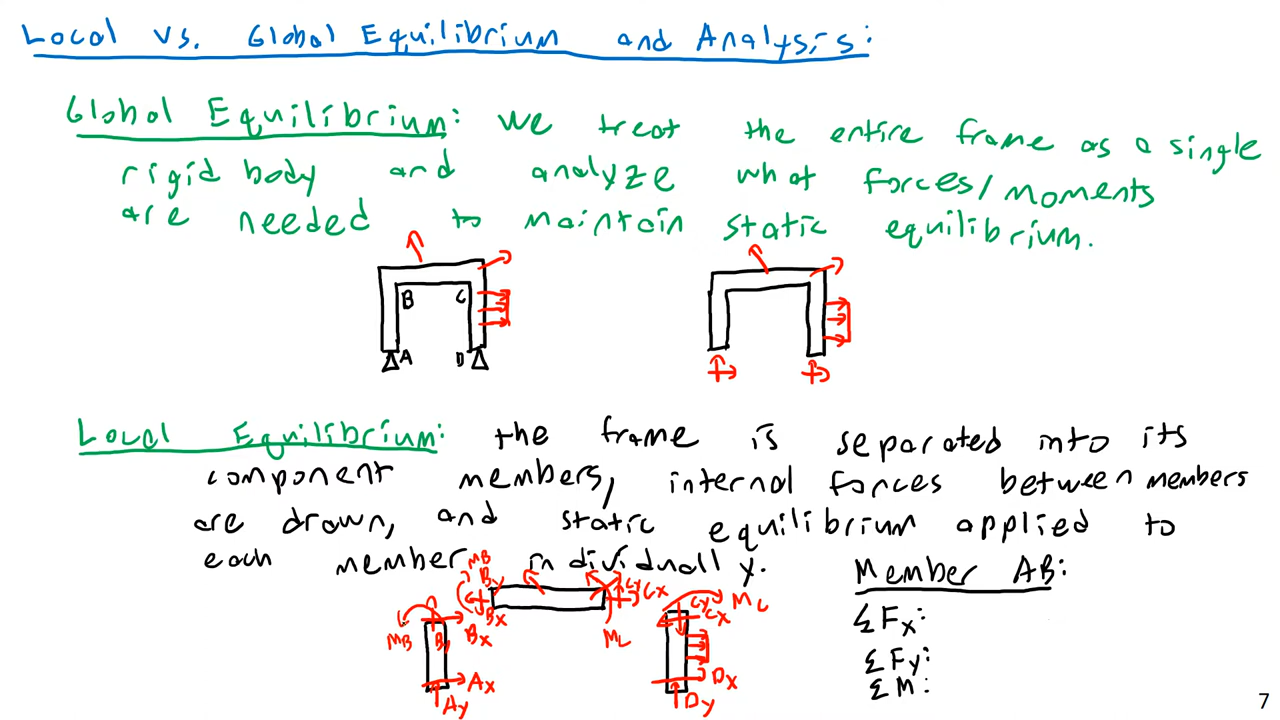 Local vs. Global Equilibrium and Analysis:
Global Equilibrium: we treat the entire frame as a single
rigid body and analyze what forces/moments
are needed to maintain static equilibrium.
B C
A D
Local Equilibrium: the frame is separated into its
component members, internal forces between members
are drawn, and static equilibrium applied to
each member individually.
MB
By Cy Cx
Bx
MB By Bx
Mc
Cy Cx Mc
Ax
Ay
Dx
Dy
Member AB:
ΣFx:
ΣFy:
ΣM:
7